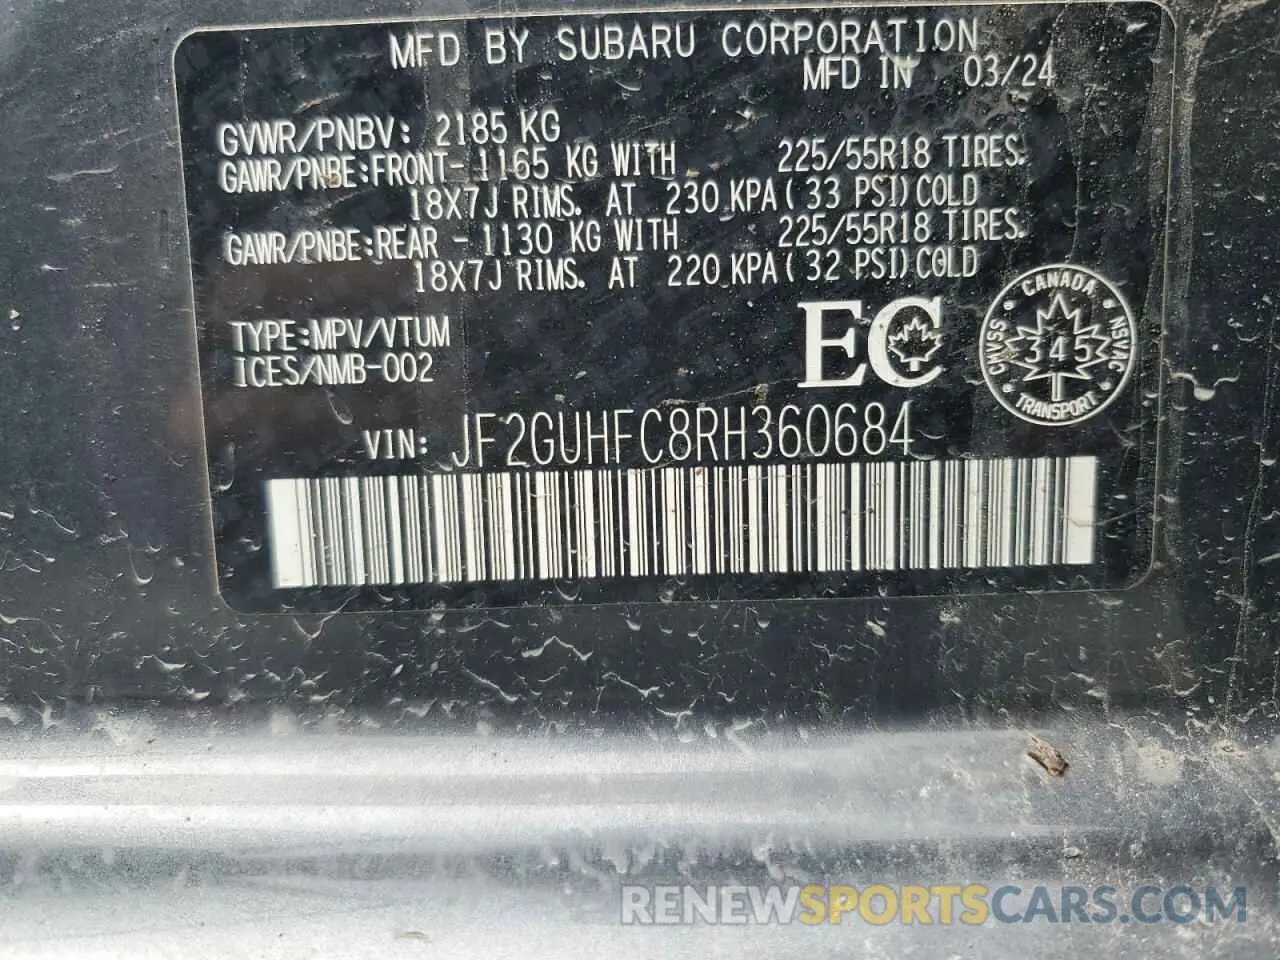 MFD BY SUBARU CORPORATION
MFD IN 03/24
GVWR/PNBV: 2185 KG
GAWR/PNBE:FRONT-1165 KG WITH 225/55R18 TIRES.
18X7J RIMS. AT 230 KPA(33 PSI)COLD
GAWR/PNBE:REAR -1130 KG WITH 225/55R18 TIRES.
18X7J RIMS. AT 220 KPA(32 PSI)COLD
TYPE:MPV/VTUM
ICES/NMB-002
EC
CANADA
CMVSS 345 NSVAC
TRANSPORT
VIN: JF2GUHFC8RH360684
RENEWSPORTSCARS.COM